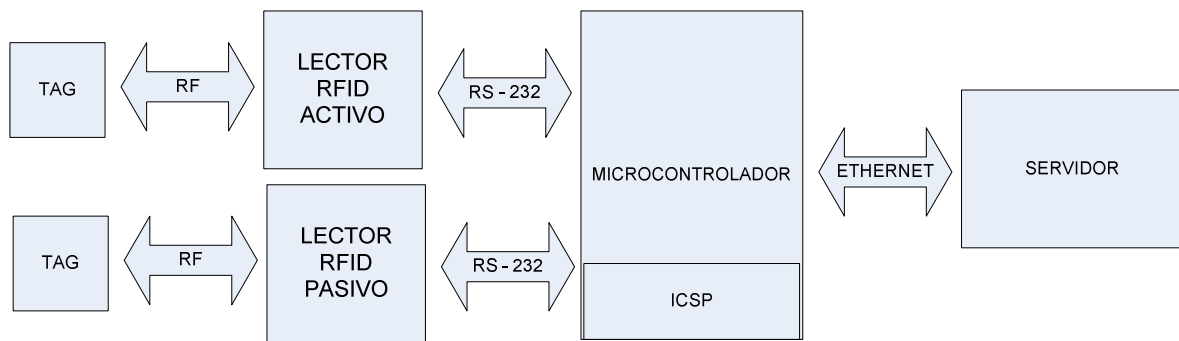 TAG
RF
LECTOR
RFID
ACTIVO
RS - 232
MICROCONTROLADOR
ETHERNET
SERVIDOR
TAG
RF
LECTOR
RFID
PASIVO
RS - 232
ICSP